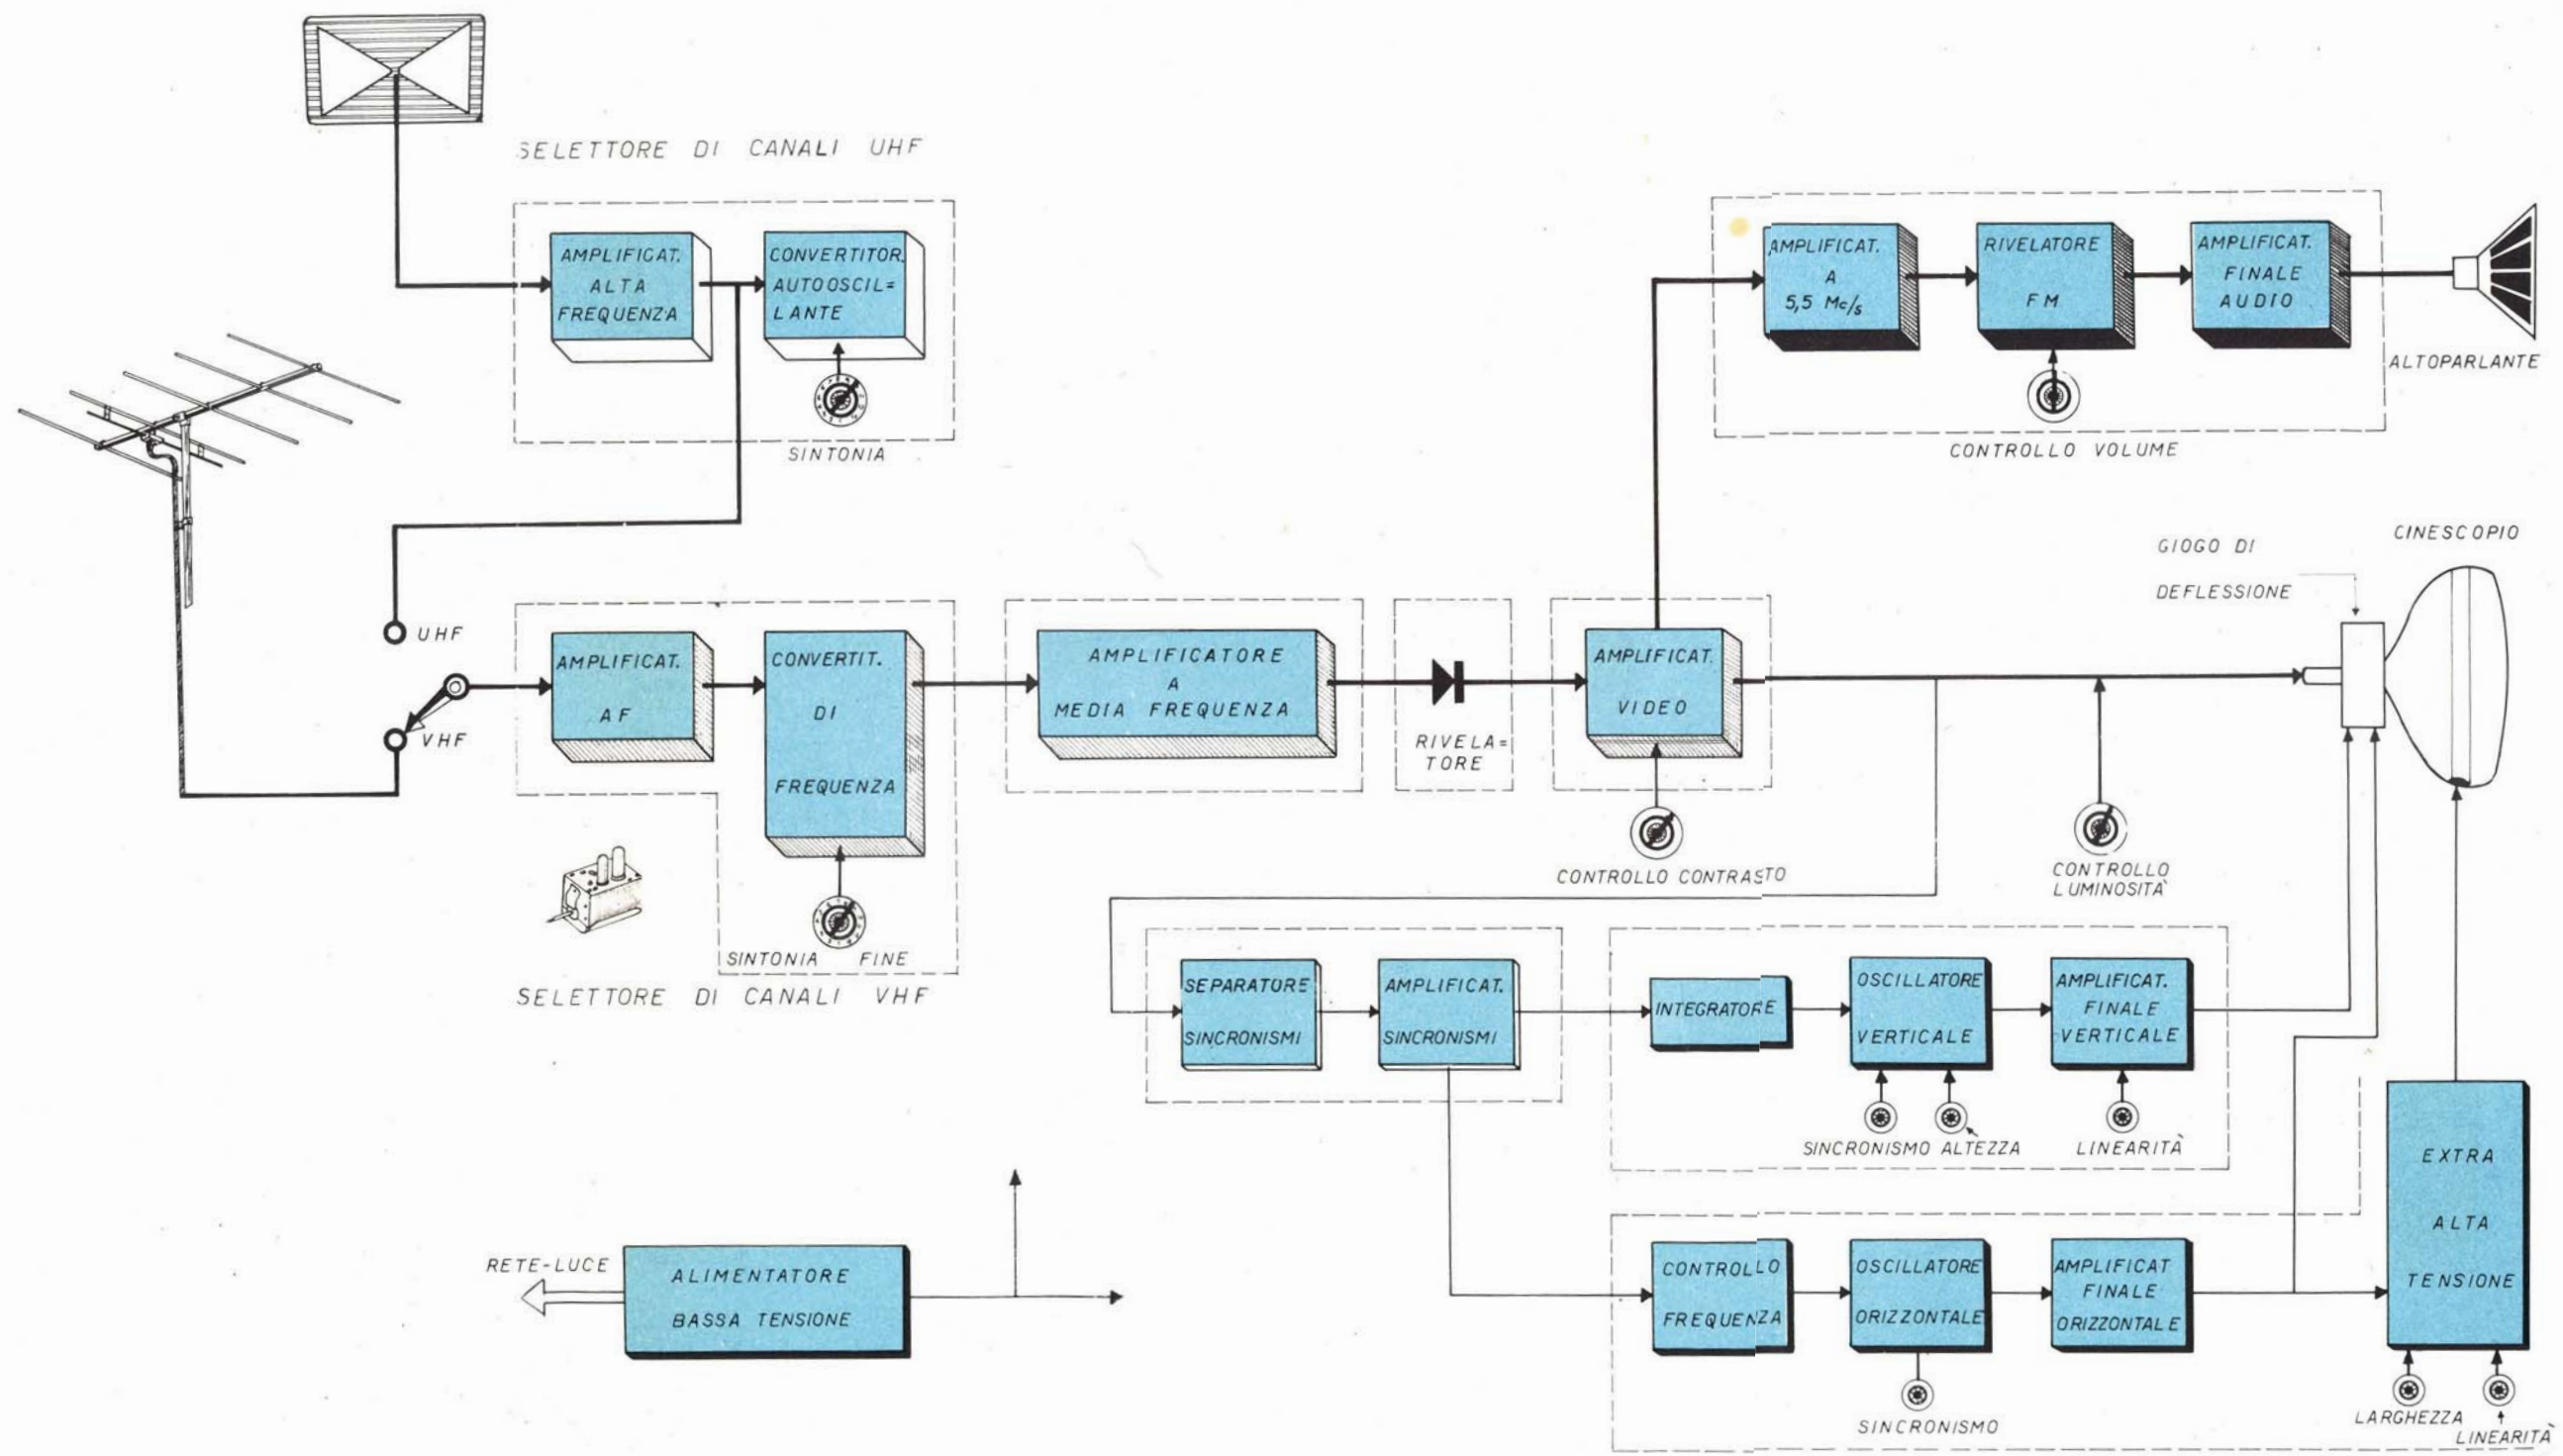 SELETTORE DI CANALI UHF
AMPLIFICAT.
ALTA
FREQUENZA
CONVERTITOR.
AUTOOSCIL=
LANTE
SINTONIA
AMPLIFICAT.
A
5,5 Mc/s
RIVELATORE
FM
AMPLIFICAT.
FINALE
AUDIO
ALTOPARLANTE
CONTROLLO VOLUME
UHF
VHF
AMPLIFICAT.
AF
CONVERTIT.
DI
FREQUENZA
SINTONIA FINE
SELETTORE DI CANALI VHF
AMPLIFICATORE
A
MEDIA FREQUENZA
RIVELA=
TORE
AMPLIFICAT.
VIDEO
CONTROLLO CONTRASTO
CONTROLLO
LUMINOSITÀ
GIOGO DI
DEFLESSIONE
CINESCOPIO
SEPARATORE
SINCRONISMI
AMPLIFICAT.
SINCRONISMI
INTEGRATORE
OSCILLATORE
VERTICALE
AMPLIFICAT.
FINALE
VERTICALE
SINCRONISMO ALTEZZA
LINEARITÀ
RETE-LUCE
ALIMENTATORE
BASSA TENSIONE
CONTROLLO
FREQUENZA
OSCILLATORE
ORIZZONTALE
AMPLIFICAT
FINALE
ORIZZONTALE
SINCRONISMO
EXTRA
ALTA
TENSIONE
LARGHEZZA
LINEARITÀ